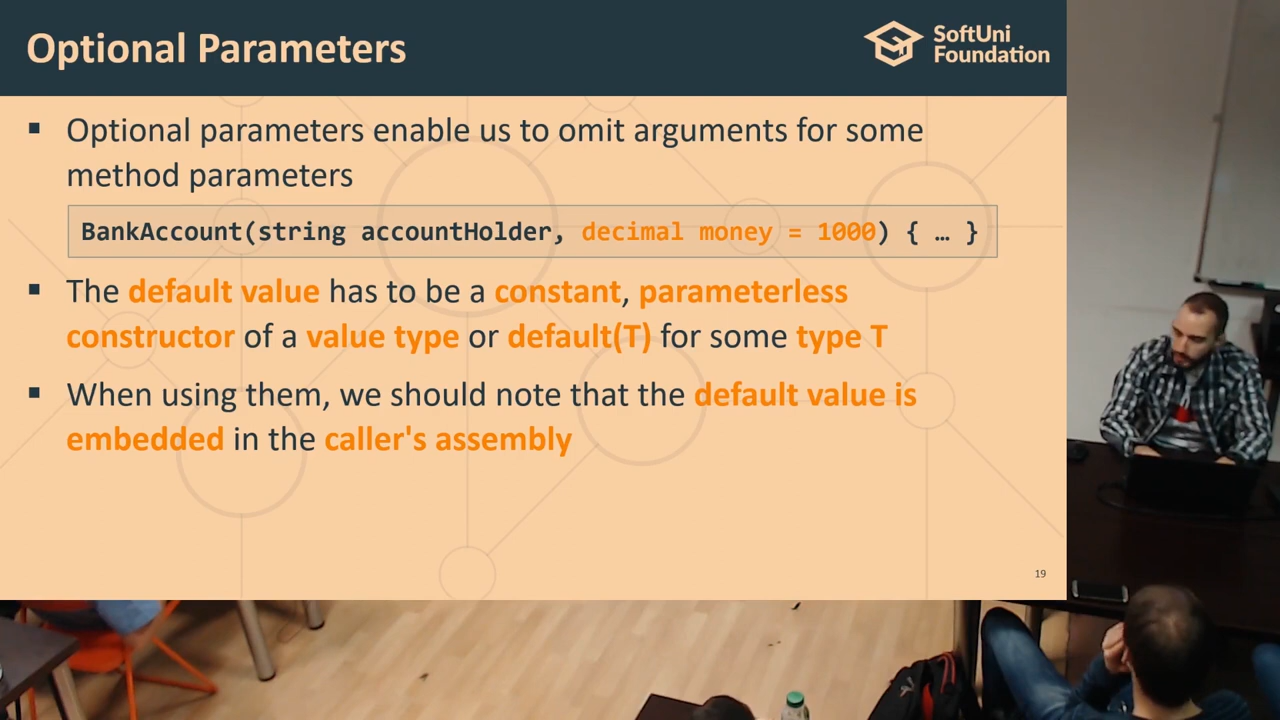 Optional Parameters
SoftUni
Foundation
▪ Optional parameters enable us to omit arguments for some
method parameters
BankAccount(string accountHolder, decimal money = 1000) { … }
▪ The default value has to be a constant, parameterless
constructor of a value type or default(T) for some type T
▪ When using them, we should note that the default value is
embedded in the caller's assembly
19